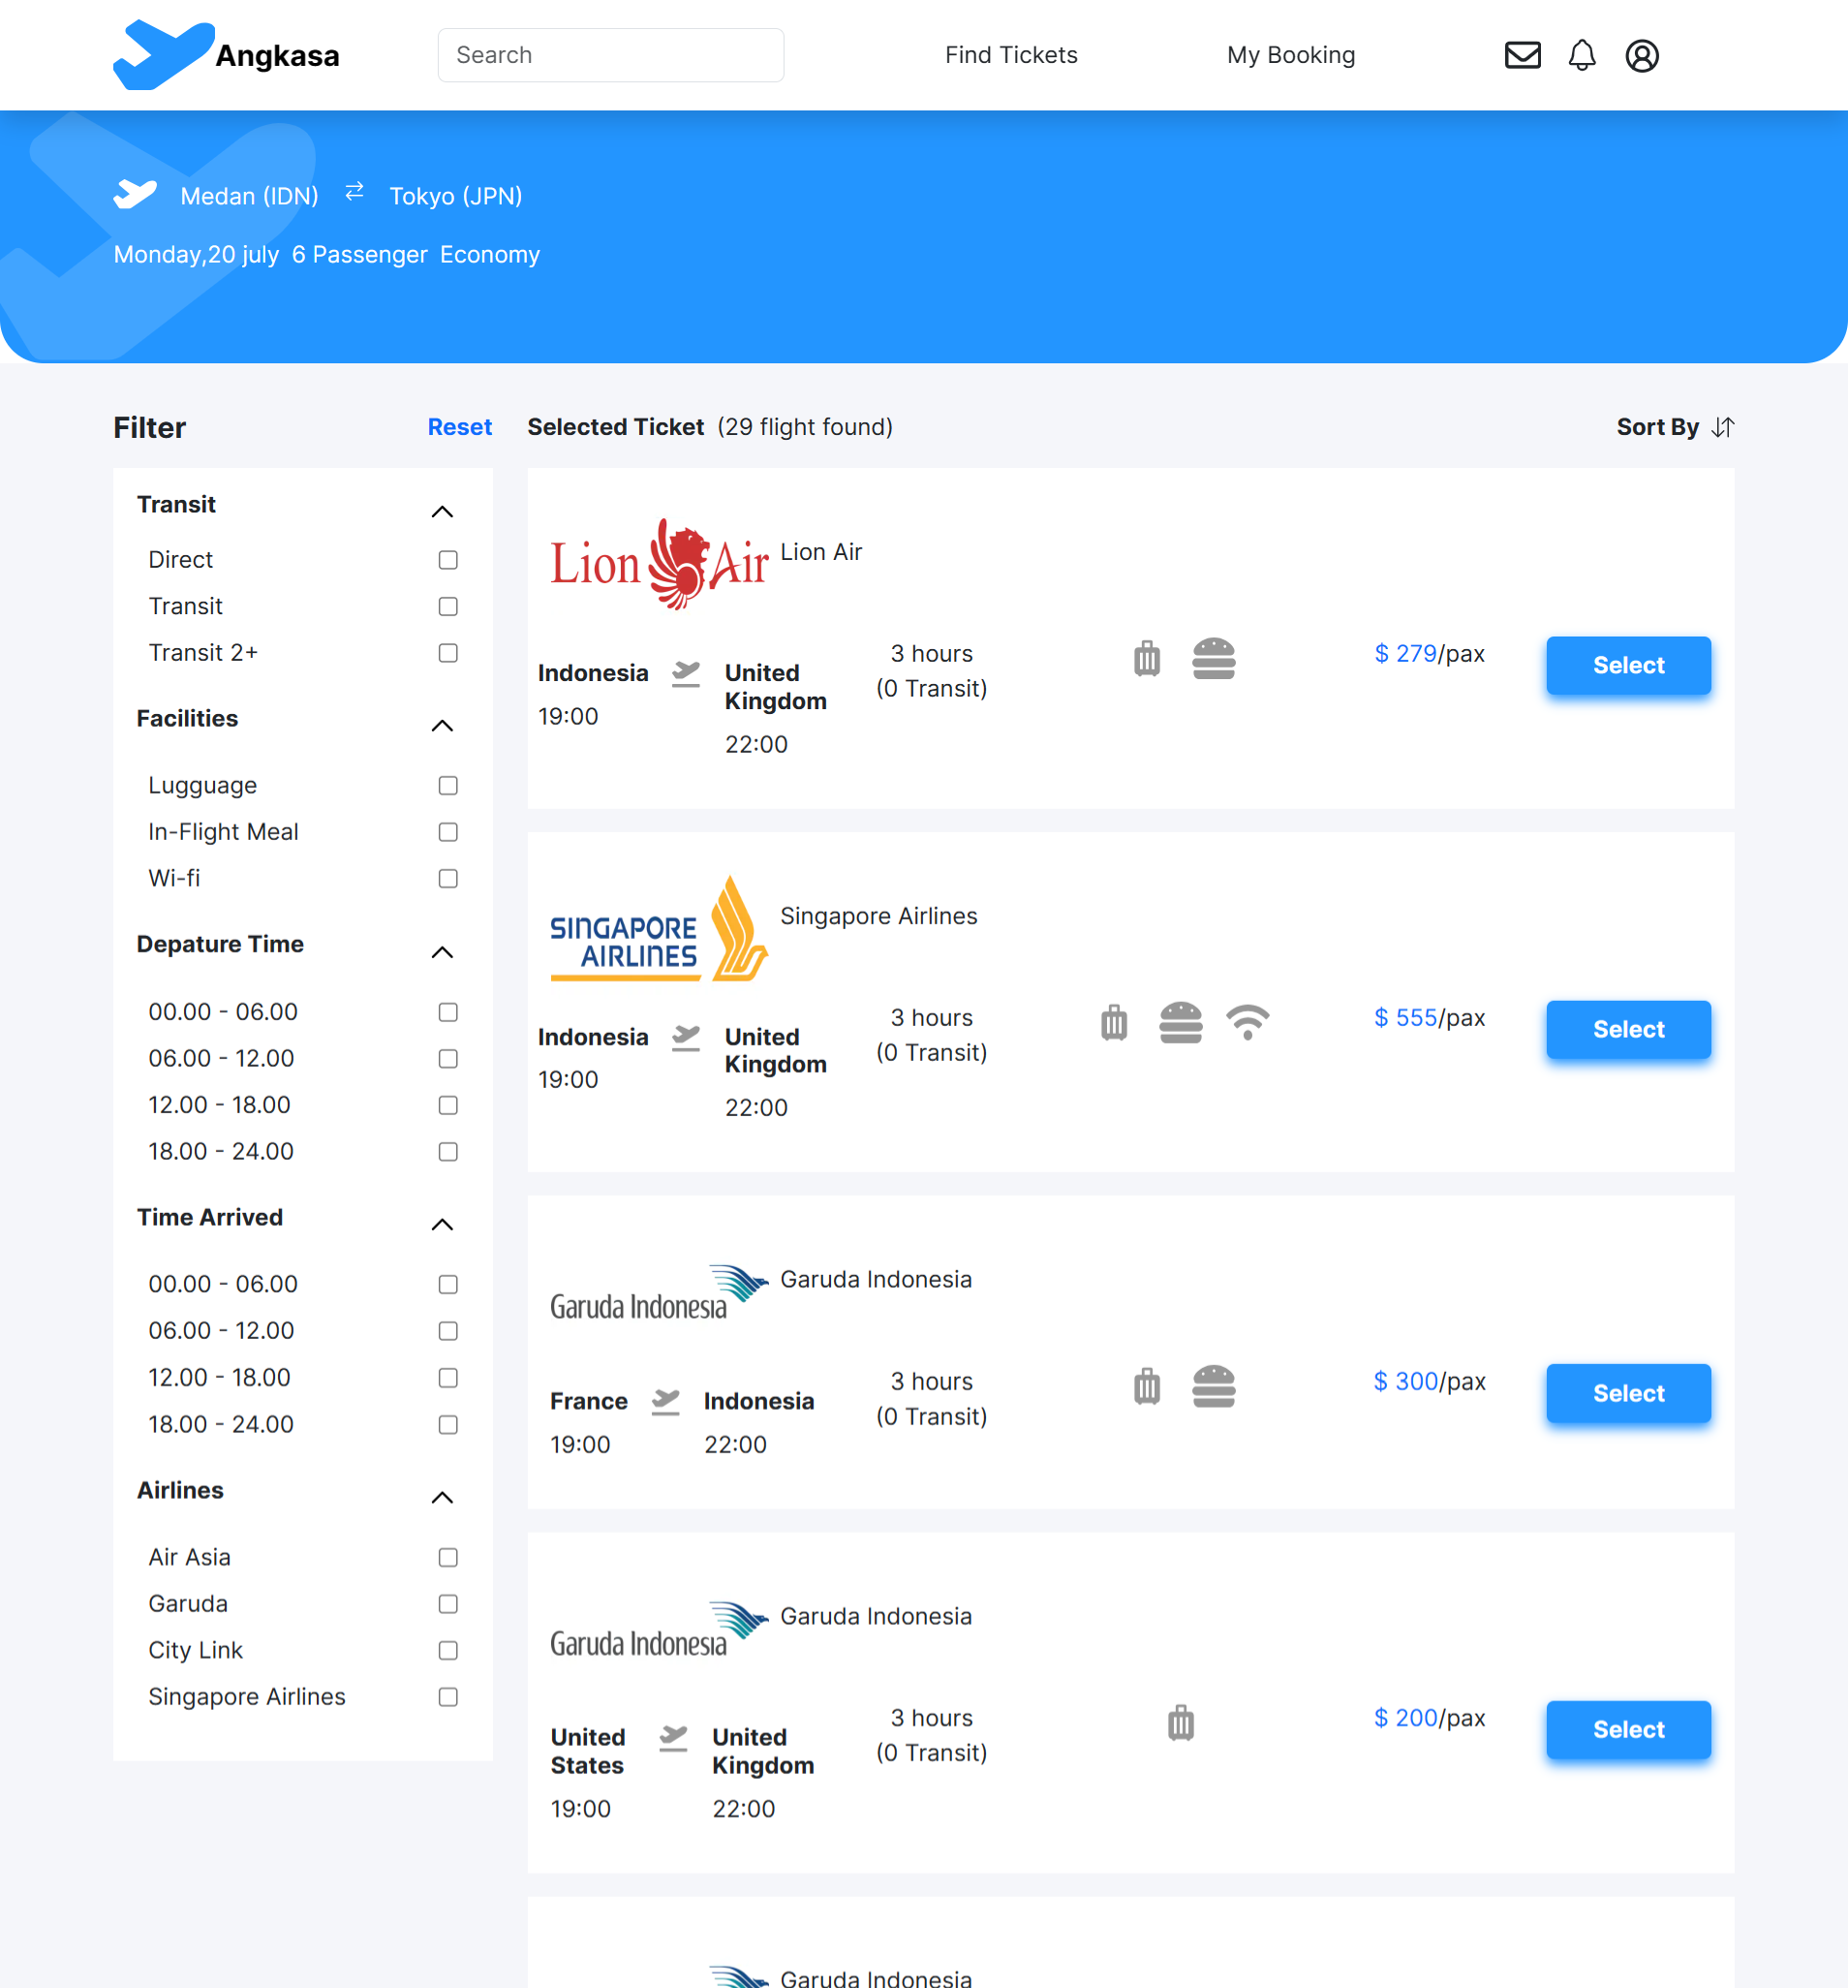 Angkasa
Search
Find Tickets
My Booking
Medan (IDN) Tokyo (JPN)
Monday,20 july 6 Passenger Economy
Filter
Reset
Transit
Direct
Transit
Transit 2+
Facilities
Lugguage
In-Flight Meal
Wi-fi
Depature Time
00.00 - 06.00
06.00 - 12.00
12.00 - 18.00
18.00 - 24.00
Time Arrived
00.00 - 06.00
06.00 - 12.00
12.00 - 18.00
18.00 - 24.00
Airlines
Air Asia
Garuda
City Link
Singapore Airlines
Selected Ticket (29 flight found)
Sort By
Lion Air
Lion Air
Indonesia
19:00
United
Kingdom
22:00
3 hours
(0 Transit)
$ 279/pax
Select
SINGAPORE
AIRLINES
Singapore Airlines
Indonesia
19:00
United
Kingdom
22:00
3 hours
(0 Transit)
$ 555/pax
Select
Garuda Indonesia
Garuda Indonesia
France
19:00
Indonesia
22:00
3 hours
(0 Transit)
$ 300/pax
Select
Garuda Indonesia
Garuda Indonesia
United
States
19:00
United
Kingdom
22:00
3 hours
(0 Transit)
$ 200/pax
Select
Garuda Indonesia